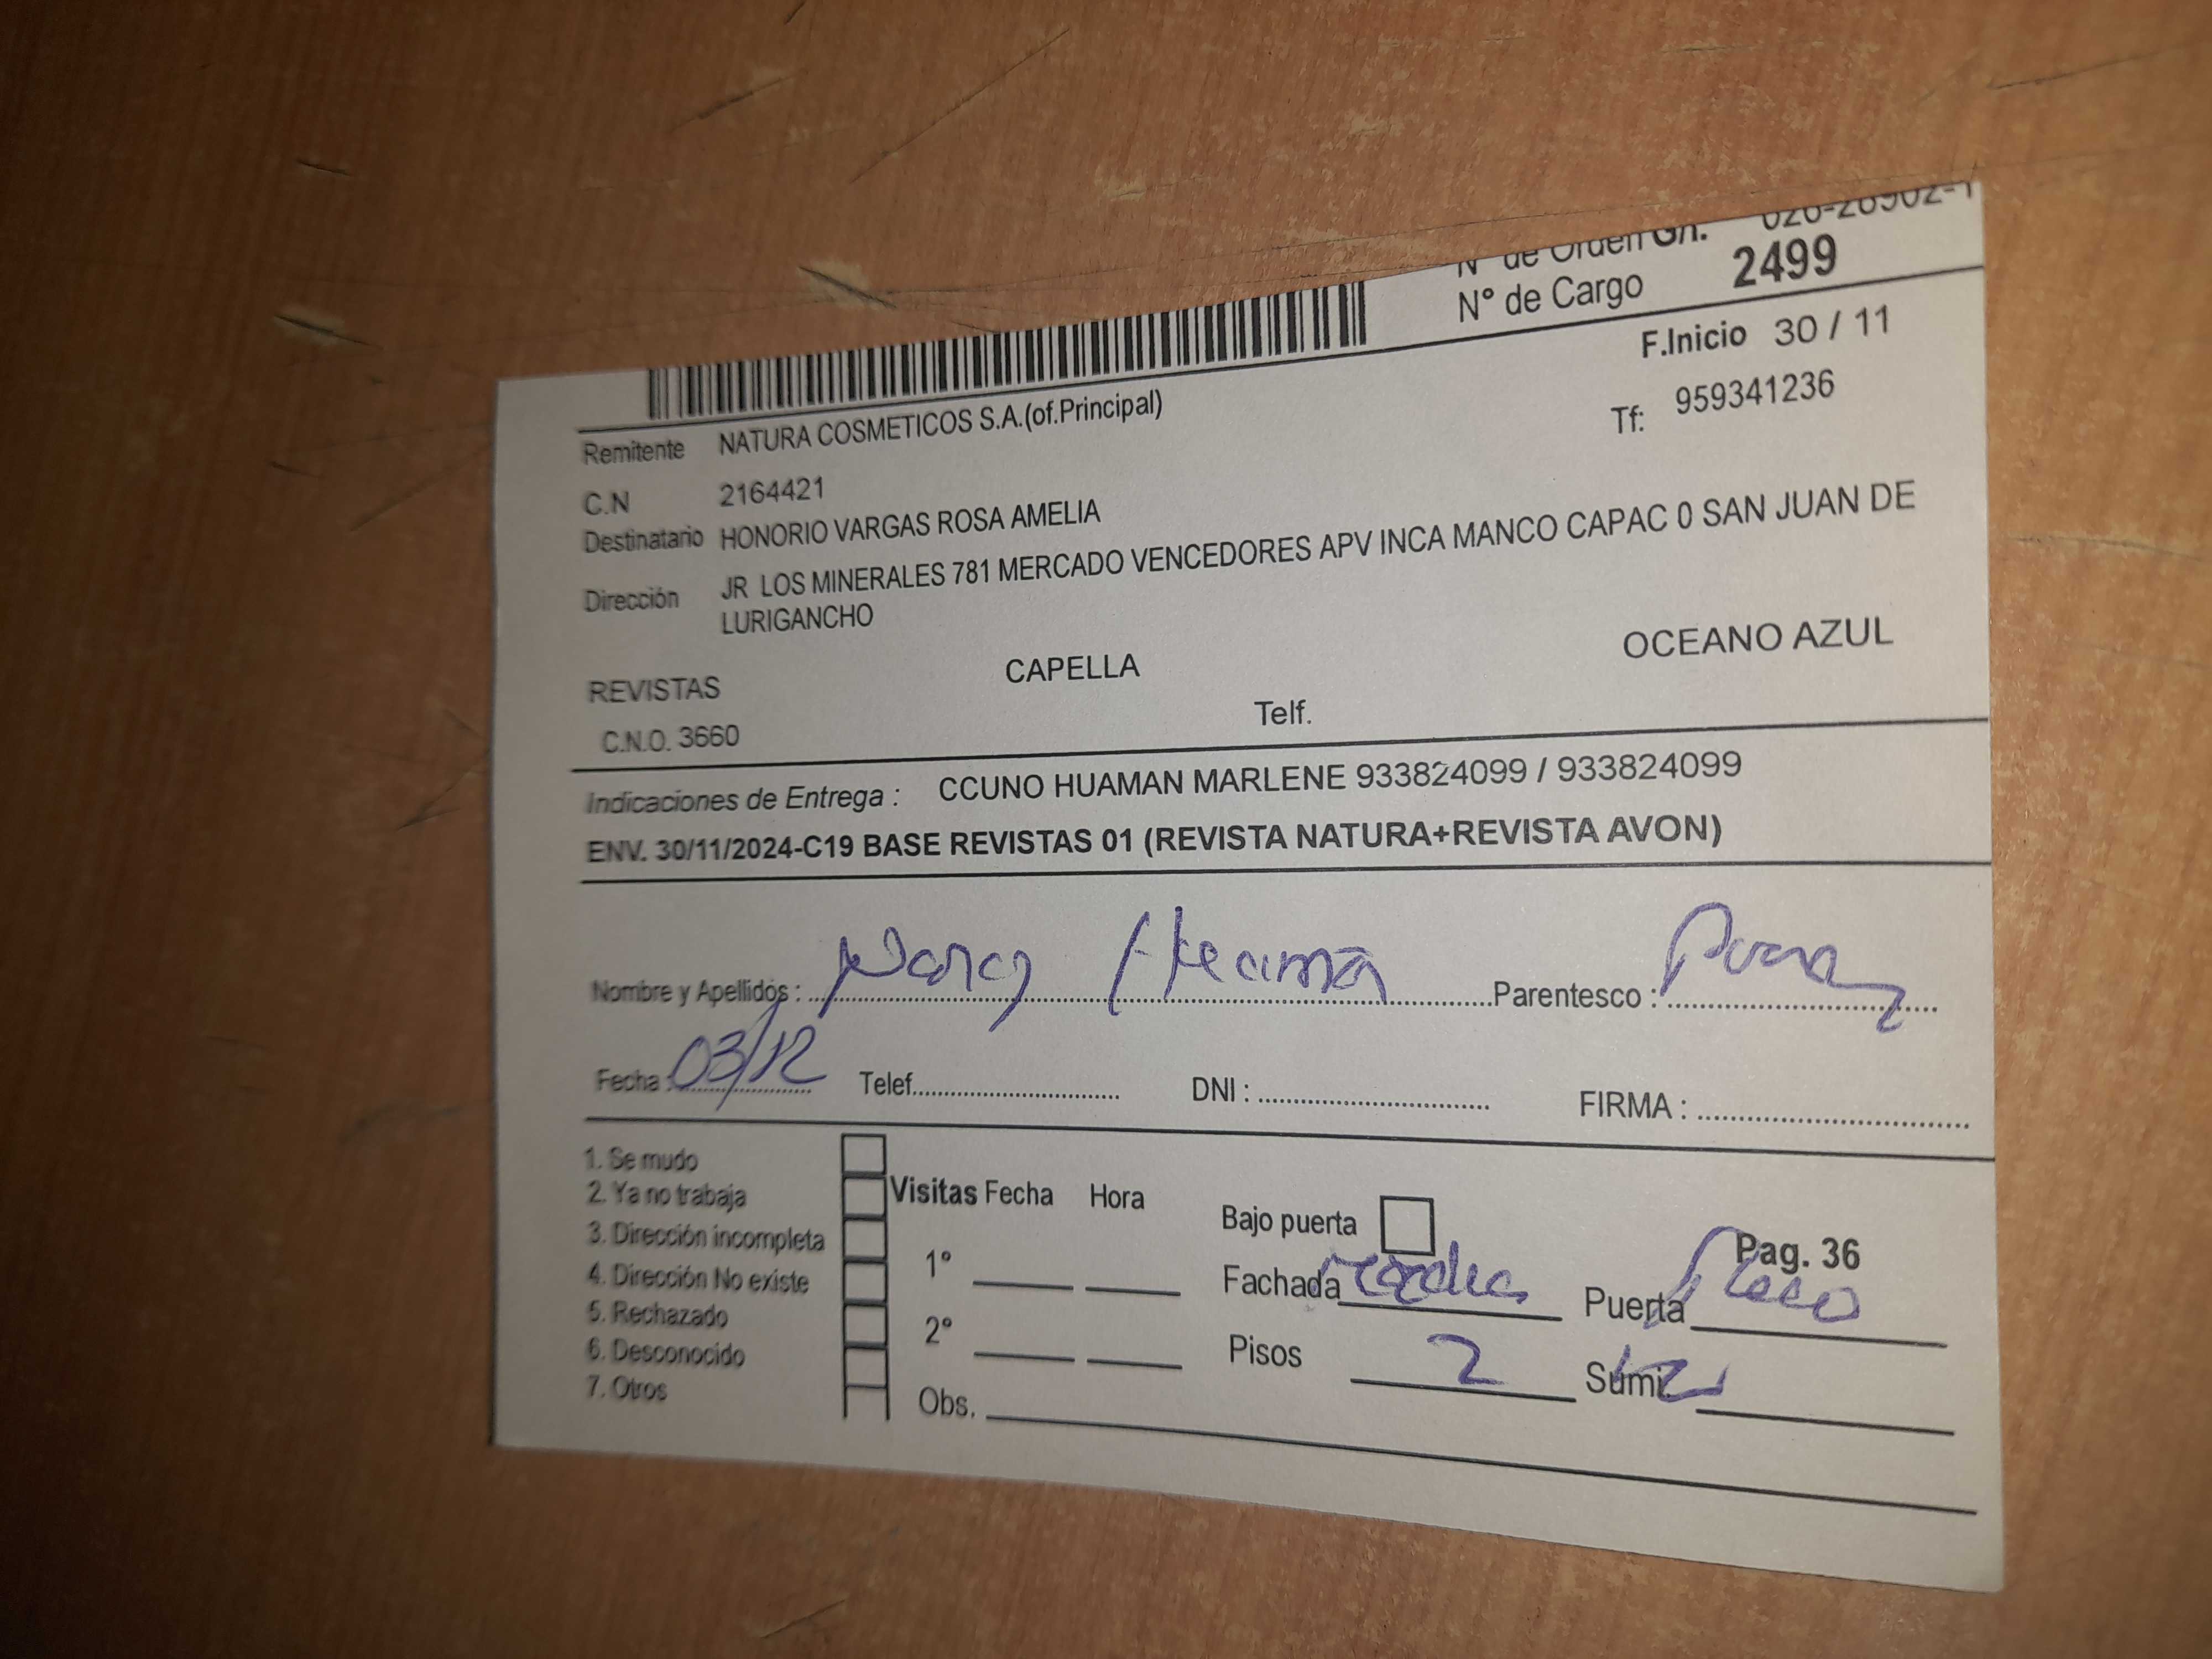 N° de Orden G/r. 026-26902-1
N° de Cargo 2499
F.Inicio 30 / 11
Remitente NATURA COSMETICOS S.A.(of.Principal)
Tf: 959341236
C.N 2164421
Destinatario HONORIO VARGAS ROSA AMELIA
Dirección JR LOS MINERALES 781 MERCADO VENCEDORES APV INCA MANCO CAPAC 0 SAN JUAN DE
LURIGANCHO
REVISTAS CAPELLA OCEANO AZUL
C.N.O. 3660 Telf.
Indicaciones de Entrega : CCUNO HUAMAN MARLENE 933824099 / 933824099
ENV. 30/11/2024-C19 BASE REVISTAS 01 (REVISTA NATURA+REVISTA AVON)
Nombre y Apellidos : Parentesco :
Fecha : 03/12 Telef. DNI : FIRMA :
1. Se mudo
2. Ya no trabaja Visitas Fecha Hora
3. Dirección incompleta Bajo puerta Pag. 36
4. Dirección No existe 1° Fachada Puerta
5. Rechazado
6. Desconocido 2° Pisos 2 Sumi.
7. Otros Obs.